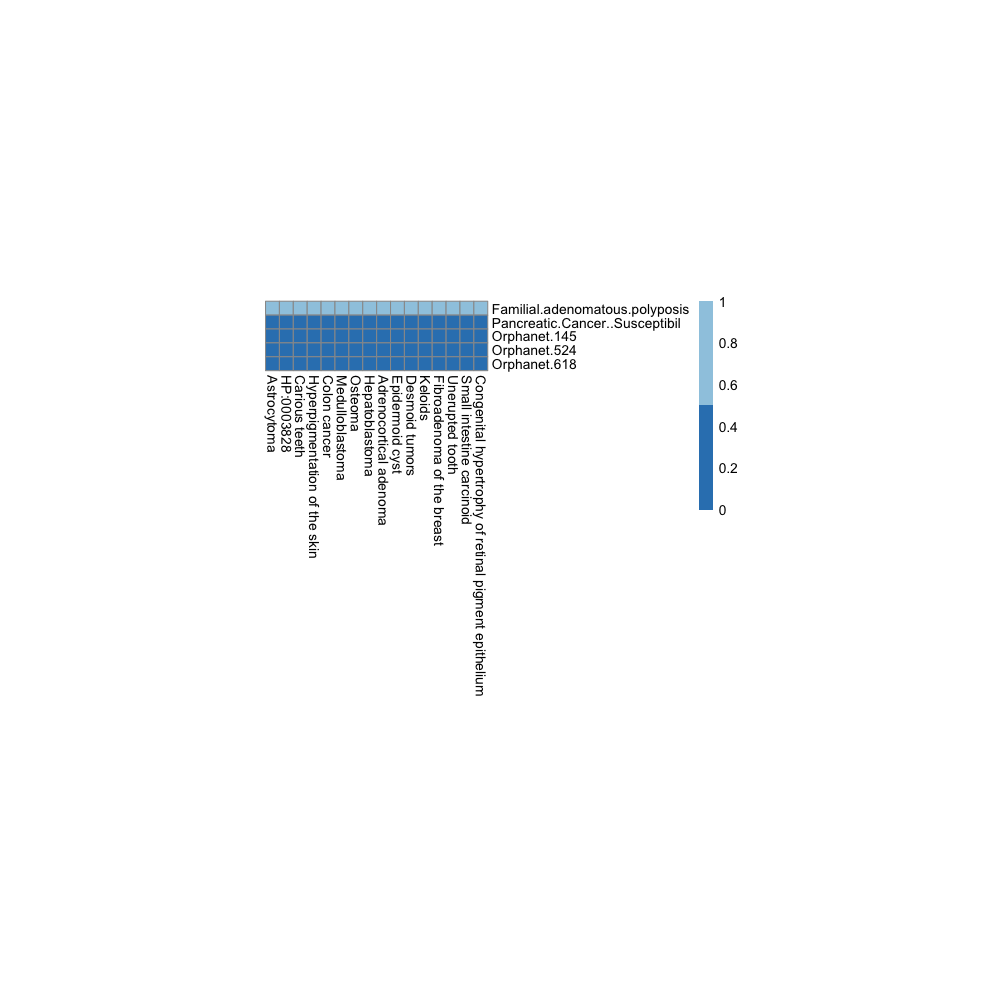 Familial.adenomatous.polyposis
Pancreatic.Cancer..Susceptibil
Orphanet.145
Orphanet.524
Orphanet.618
Astrocytoma
HP:0003828
Carious teeth
Hyperpigmentation of the skin
Colon cancer
Medulloblastoma
Osteoma
Hepatoblastoma
Adrenocortical adenoma
Epidermoid cyst
Desmoid tumors
Keloids
Fibroadenoma of the breast
Unerupted tooth
Small intestine carcinoid
Congenital hypertrophy of retinal pigment epithelium
1
0.8
0.6
0.4
0.2
0